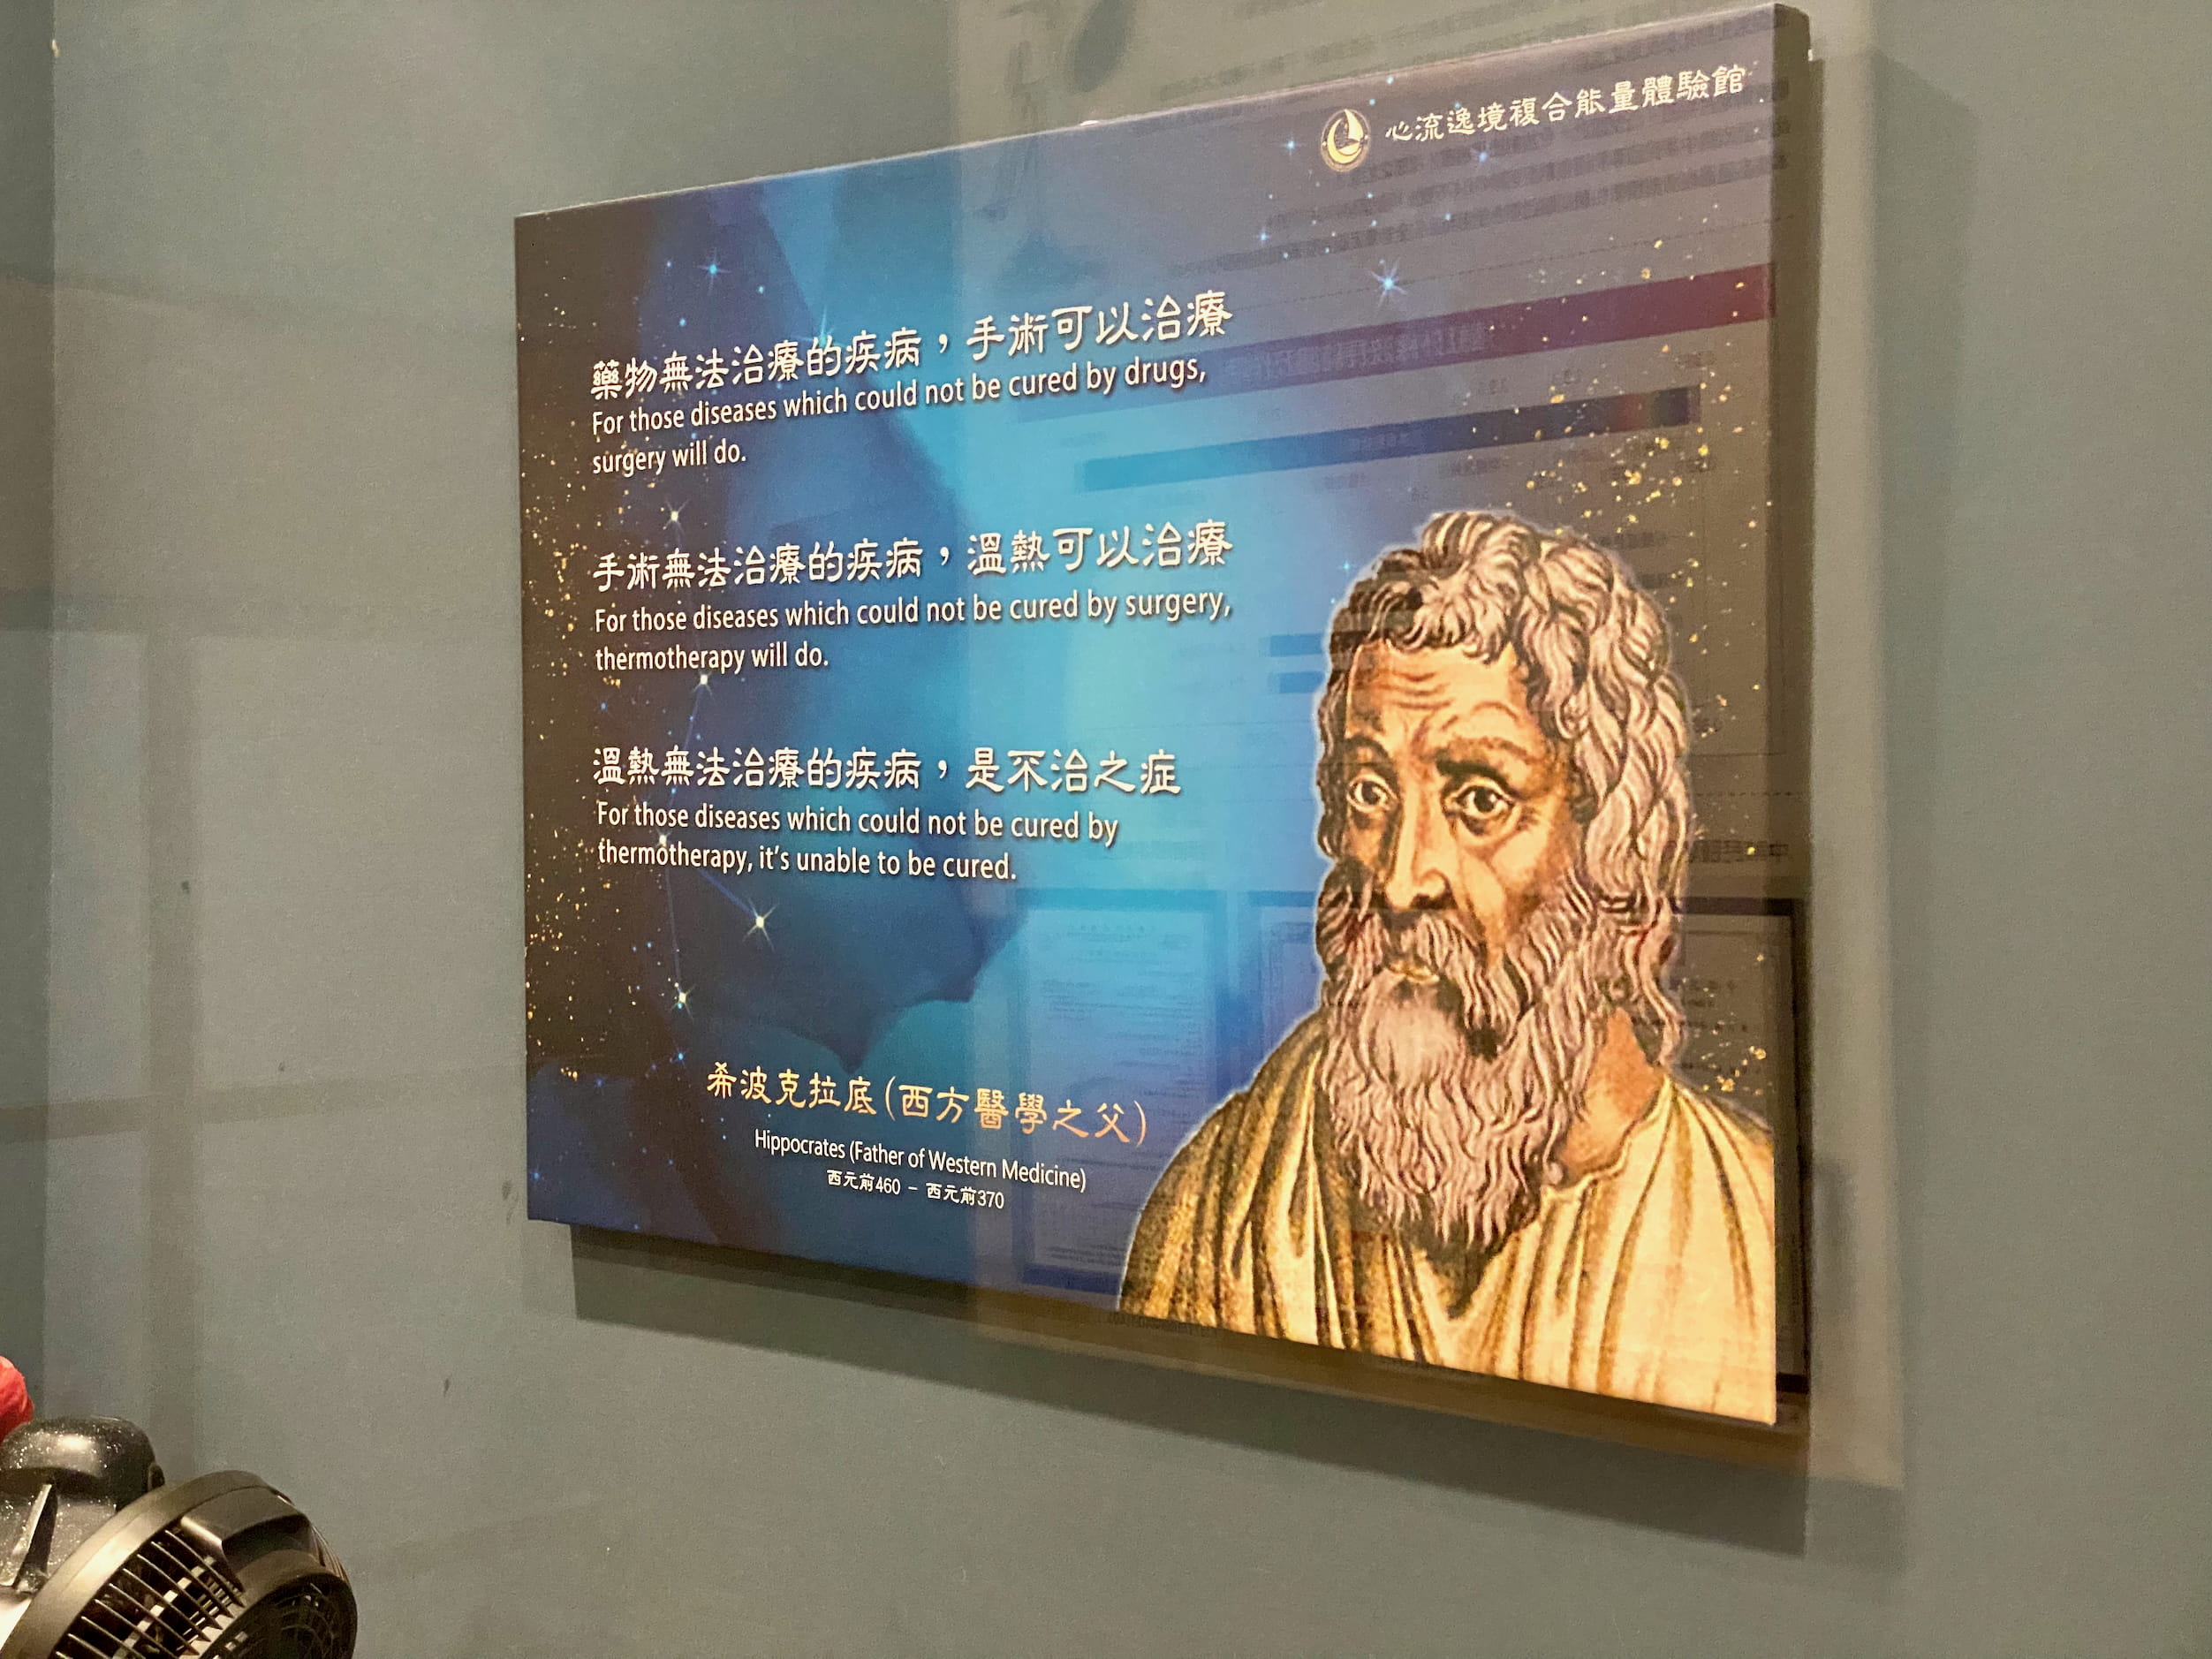 心流逸境複合能量體驗館
藥物無法治療的疾病，手術可以治療
For those diseases which could not be cured by drugs,
surgery will do.
手術無法治療的疾病，溫熱可以治療
For those diseases which could not be cured by surgery,
thermotherapy will do.
溫熱無法治療的疾病，是不治之症
For those diseases which could not be cured by
thermotherapy, it's unable to be cured.
希波克拉底(西方醫學之父)
Hippocrates (Father of Western Medicine)
西元前460 - 西元前370